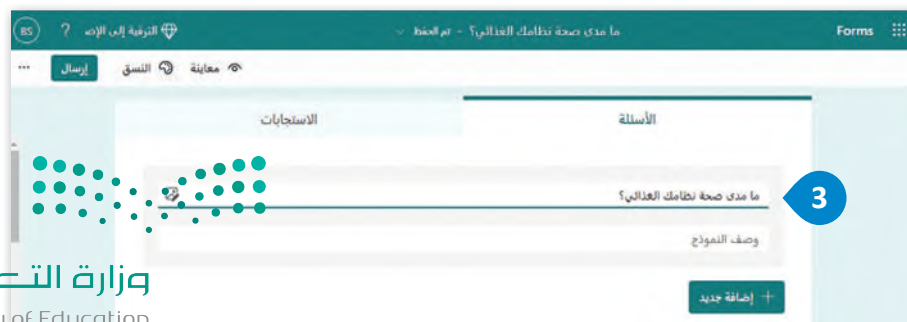 Forms ما مدى صحة نظامك الغذائي؟ - تم الحفظ الترقية إلى الإصد ? BS
معاينة النسق إرسال ...
الأسئلة الاستجابات
ما مدى صحة نظامك الغذائي؟
3
وصف النموذج
+ إضافة جديد
وزارة التـ
of Education